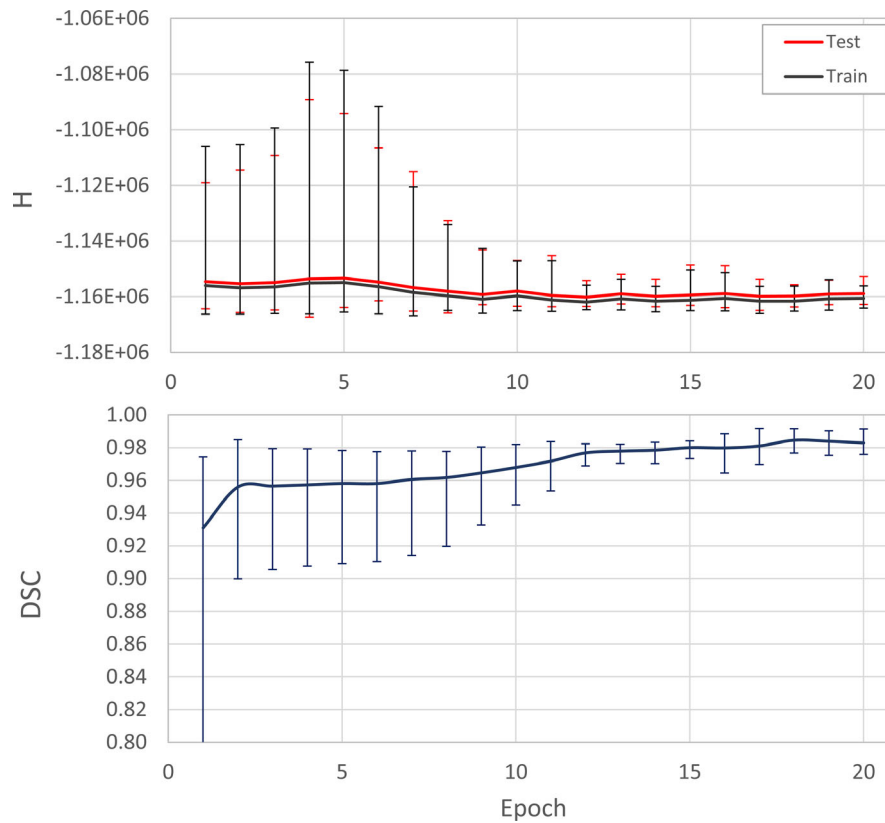 -1.06E+06
-1.08E+06
-1.10E+06
-1.12E+06
-1.14E+06
-1.16E+06
-1.18E+06
H
Test
Train
0 5 10 15 20
1.00
0.98
0.96
0.94
0.92
0.90
0.88
0.86
0.84
0.82
0.80
DSC
0 5 10 15 20
Epoch